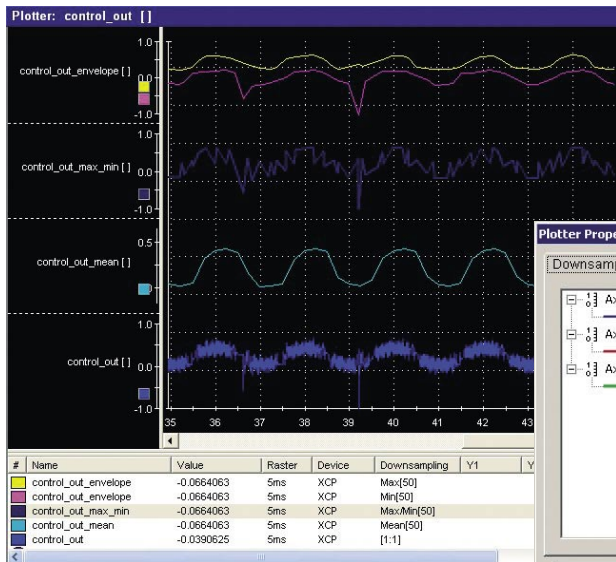 Plotter: control_out []
1.0
control_out_envelope []
0.0
-1.0
1.0
control_out_max_min []
0.0
-1.0
0.5
control_out_mean []
1.0
control_out []
0.0
-1.0
35 36 37 38 39 40 41 42 43
Plotter Prope
Downsamp
Ax
Ax
Ax
# Name Value Raster Device Downsampling Y1 Y
control_out_envelope -0.0664063 5ms XCP Max[50]
control_out_envelope -0.0664063 5ms XCP Min[50]
control_out_max_min -0.0664063 5ms XCP Max/Min[50]
control_out_mean -0.0664063 5ms XCP Mean[50]
control_out -0.0390625 5ms XCP [1:1]